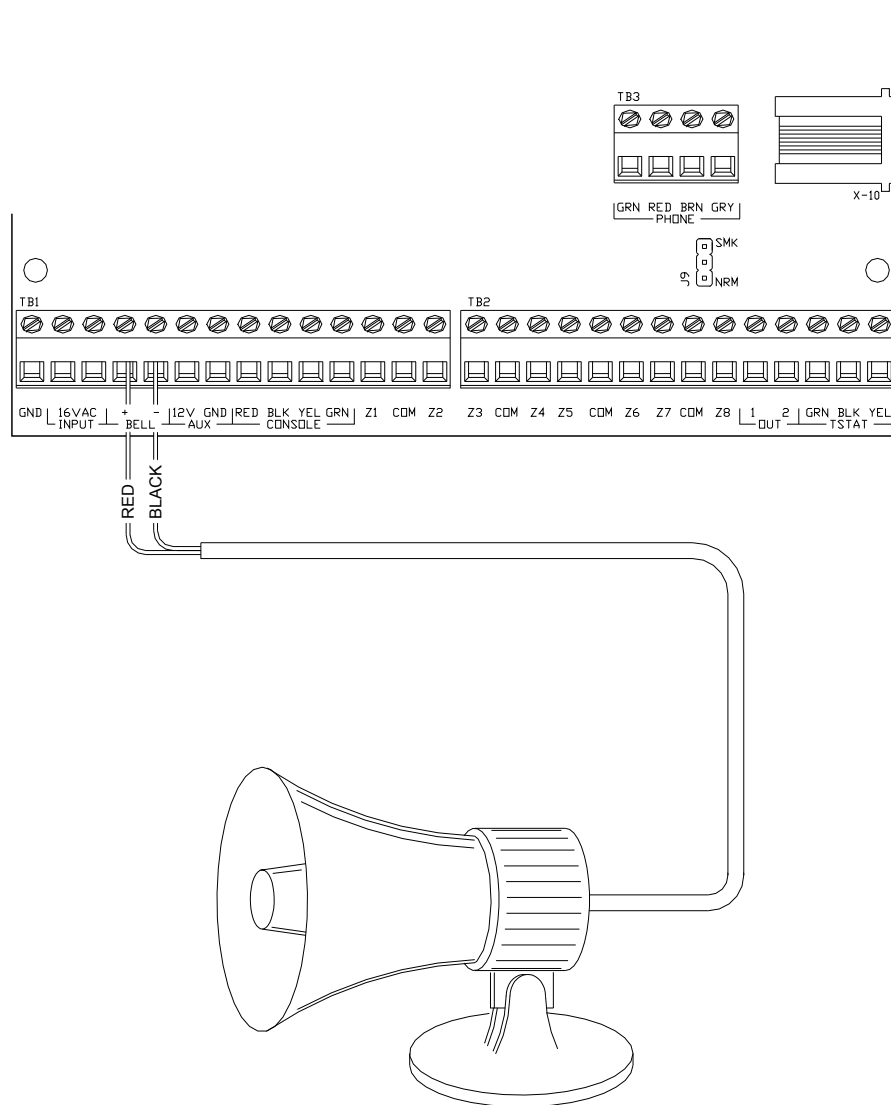 TB3
GRN RED BRN GRY
PHONE
X-10
SMK
J9
NRM
TB1
TB2
GND 16VAC + - 12V GND RED BLK YEL GRN Z1 COM Z2
INPUT BELL AUX CONSOLE
Z3 COM Z4 Z5 COM Z6 Z7 COM Z8 1 2 GRN BLK YEL
OUT TSTAT
RED
BLACK